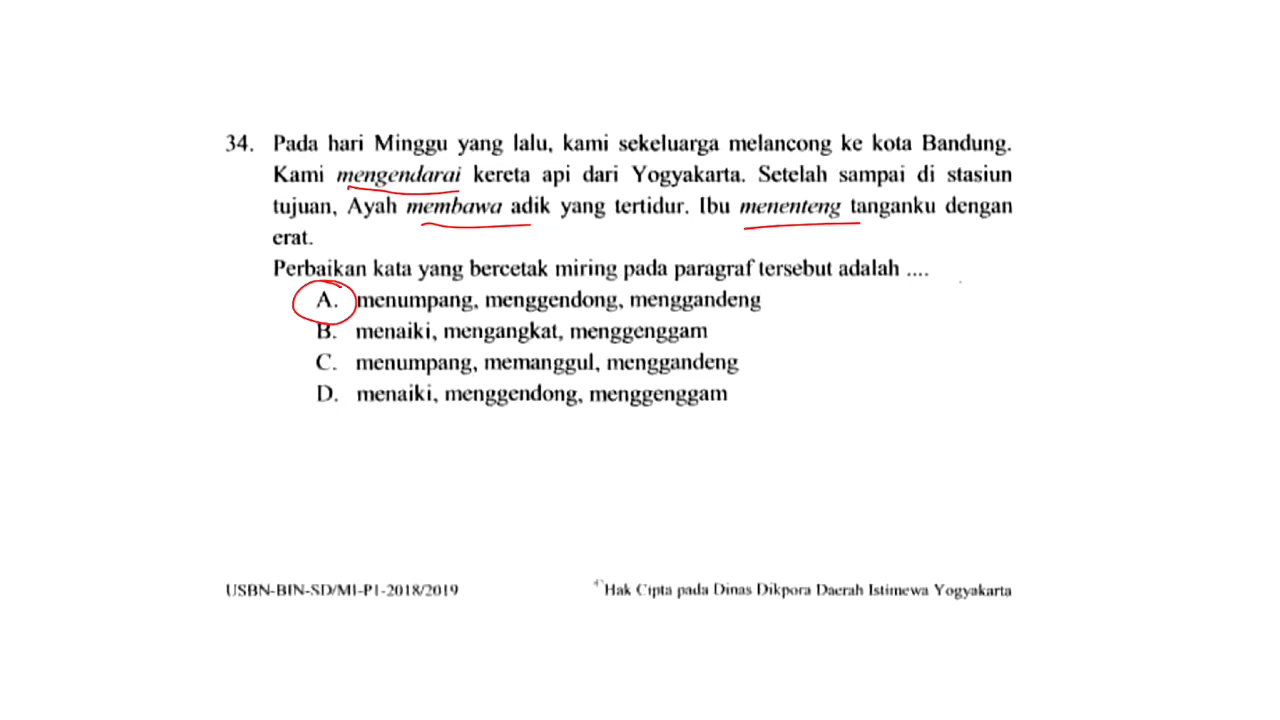 34. Pada hari Minggu yang lalu, kami sekeluarga melancong ke kota Bandung.
Kami mengendarai kereta api dari Yogyakarta. Setelah sampai di stasiun
tujuan, Ayah membawa adik yang tertidur. Ibu menenteng tanganku dengan
erat.
Perbaikan kata yang bercetak miring pada paragraf tersebut adalah ....
A. menumpang, menggendong, menggandeng
B. menaiki, mengangkat, menggenggam
C. menumpang, memanggul, menggandeng
D. menaiki, menggendong, menggenggam
USBN-BIN-SD/MI-P1-2018/2019
Hak Cipta pada Dinas Dikpora Daerah Istimewa Yogyakarta